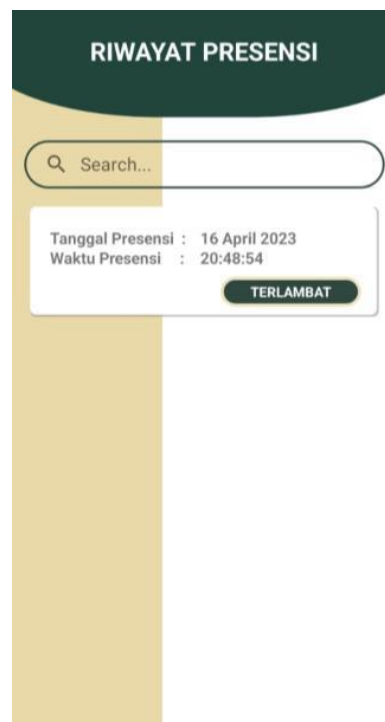 RIWAYAT PRESENSI
Search...
Tanggal Presensi : 16 April 2023
Waktu Presensi : 20:48:54
TERLAMBAT